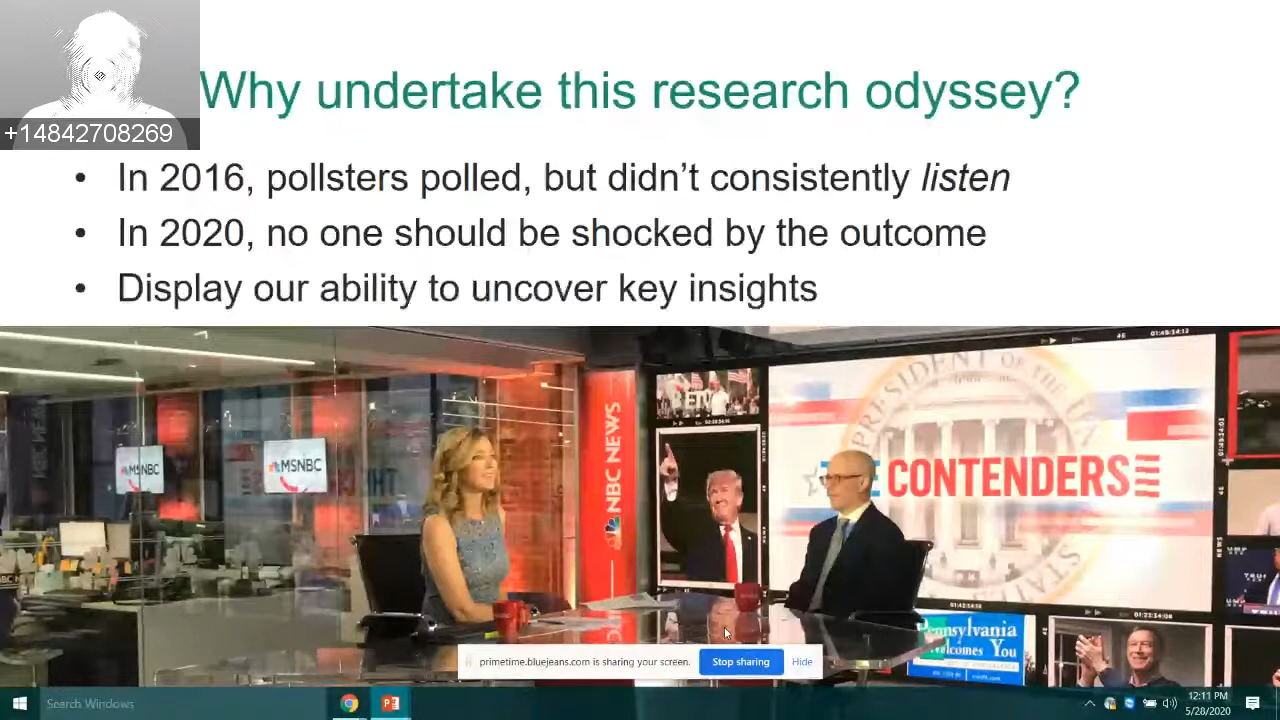 Why undertake this research odyssey?
+14842708269
• In 2016, pollsters polled, but didn't consistently listen
• In 2020, no one should be shocked by the outcome
• Display our ability to uncover key insights
MSNBC
MSNBC
NBC NEWS
PRESIDENT OF THE
CONTENDERS
Pennsylvania
Welcomes You
primetime.bluejeans.com is sharing your screen.
Stop sharing
Hide
Search Windows
12:11 PM
5/28/2020